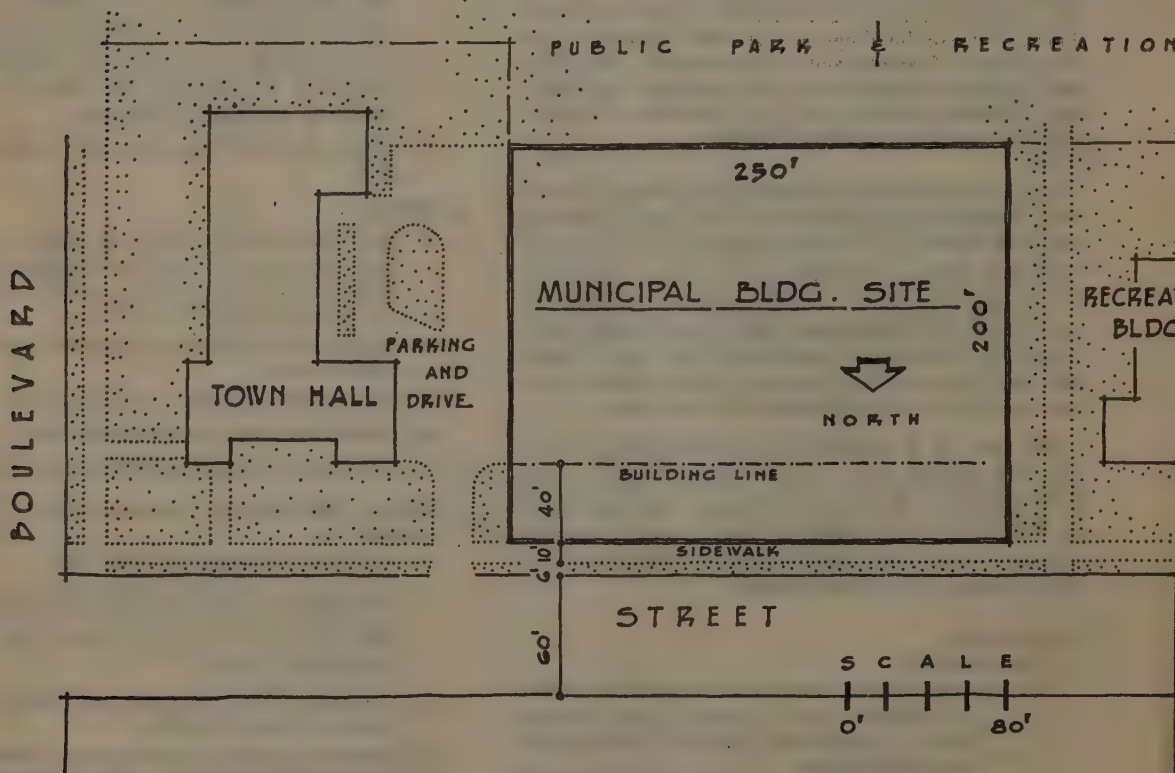 PUBLIC PARK & RECREATION
250'
MUNICIPAL BLDG. SITE
200'
BOULEVARD
PARKING
AND
DRIVE
TOWN HALL
NORTH
BUILDING LINE
40'
SIDEWALK
10'
6'
STREET
60'
SCALE
0' 80'
BLDG